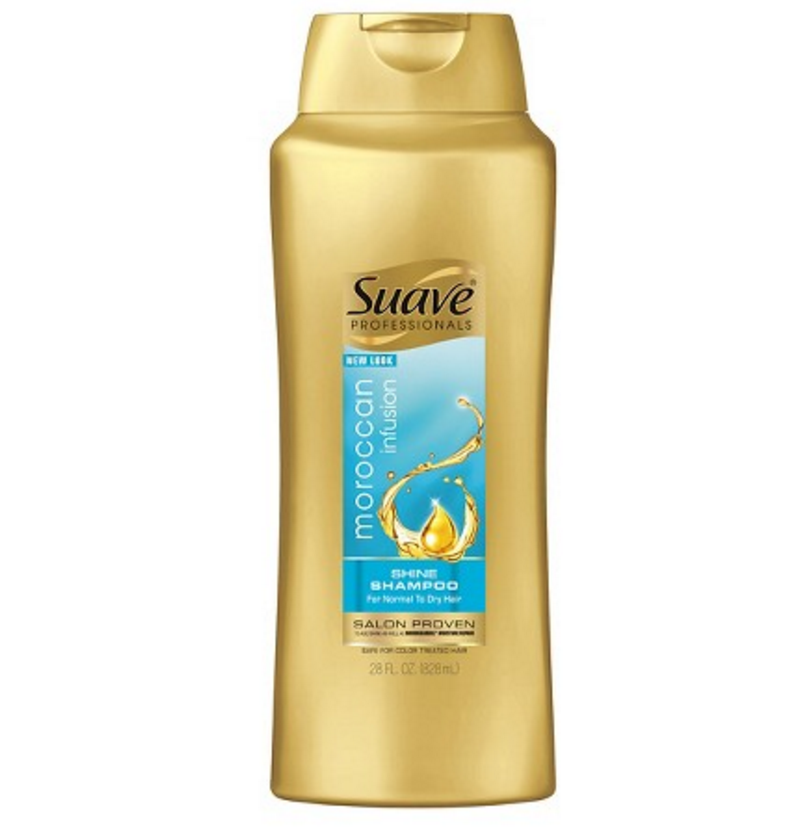 Suave®
PROFESSIONALS
NEW LOOK
moroccan
infusion
SHINE
SHAMPOO
For Normal To Dry Hair
SALON PROVEN
SAFE FOR COLOR TREATED HAIR
28 FL. OZ. (828mL)